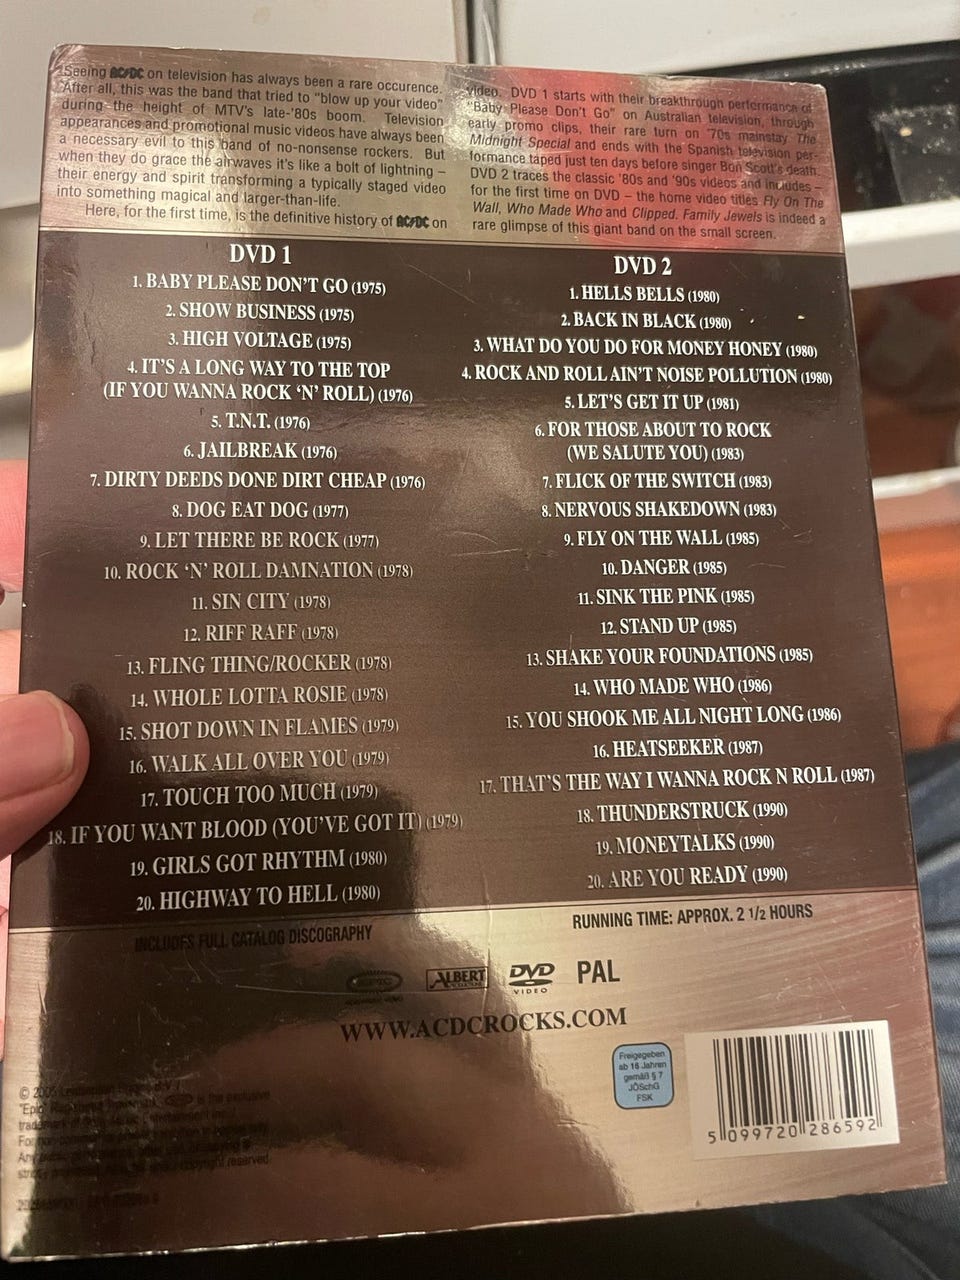 Seeing AC/DC on television has always been a rare occurence.
After all, this was the band that tried to "blow up your video"
during the height of MTV's late-'80s boom. Television
appearances and promotional music videos have always been
a necessary evil to this band of no-nonsense rockers. But
when they do grace the airwaves it's like a bolt of lightning –
their energy and spirit transforming a typically staged video
into something magical and larger-than-life.
Here, for the first time, is the definitive history of AC/DC on
video. DVD 1 starts with their breakthrough performance of
"Baby Please Don't Go" on Australian television, through
early promo clips, their rare turn on '70s mainstay The
Midnight Special and ends with the Spanish television per-
formance taped just ten days before singer Bon Scott's death.
DVD 2 traces the classic '80s and '90s videos and includes –
for the first time on DVD – the home video titles Fly On The
Wall, Who Made Who and Clipped. Family Jewels is indeed a
rare glimpse of this giant band on the small screen.
DVD 1
1. BABY PLEASE DON'T GO (1975)
2. SHOW BUSINESS (1975)
3. HIGH VOLTAGE (1975)
4. IT'S A LONG WAY TO THE TOP
(IF YOU WANNA ROCK 'N' ROLL) (1976)
5. T.N.T. (1976)
6. JAILBREAK (1976)
7. DIRTY DEEDS DONE DIRT CHEAP (1976)
8. DOG EAT DOG (1977)
9. LET THERE BE ROCK (1977)
10. ROCK 'N' ROLL DAMNATION (1978)
11. SIN CITY (1978)
12. RIFF RAFF (1978)
13. FLING THING/ROCKER (1978)
14. WHOLE LOTTA ROSIE (1978)
15. SHOT DOWN IN FLAMES (1979)
16. WALK ALL OVER YOU (1979)
17. TOUCH TOO MUCH (1979)
18. IF YOU WANT BLOOD (YOU'VE GOT IT) (1979)
19. GIRLS GOT RHYTHM (1980)
20. HIGHWAY TO HELL (1980)
DVD 2
1. HELLS BELLS (1980)
2. BACK IN BLACK (1980)
3. WHAT DO YOU DO FOR MONEY HONEY (1980)
4. ROCK AND ROLL AIN'T NOISE POLLUTION (1980)
5. LET'S GET IT UP (1981)
6. FOR THOSE ABOUT TO ROCK
(WE SALUTE YOU) (1983)
7. FLICK OF THE SWITCH (1983)
8. NERVOUS SHAKEDOWN (1983)
9. FLY ON THE WALL (1985)
10. DANGER (1985)
11. SINK THE PINK (1985)
12. STAND UP (1985)
13. SHAKE YOUR FOUNDATIONS (1985)
14. WHO MADE WHO (1986)
15. YOU SHOOK ME ALL NIGHT LONG (1986)
16. HEATSEEKER (1987)
17. THAT'S THE WAY I WANNA ROCK N ROLL (1987)
18. THUNDERSTRUCK (1990)
19. MONEYTALKS (1990)
20. ARE YOU READY (1990)
INCLUDES FULL CATALOG DISCOGRAPHY
RUNNING TIME: APPROX. 2 1/2 HOURS
EPIC ALBERT DVD VIDEO PAL
WWW.ACDCROCKS.COM
Freigegeben
ab 16 Jahren
gemäß § 7
JÖSchG
FSK
5 099720 286592
© 2005
"Epic" is the exclusive
copyright reserved.